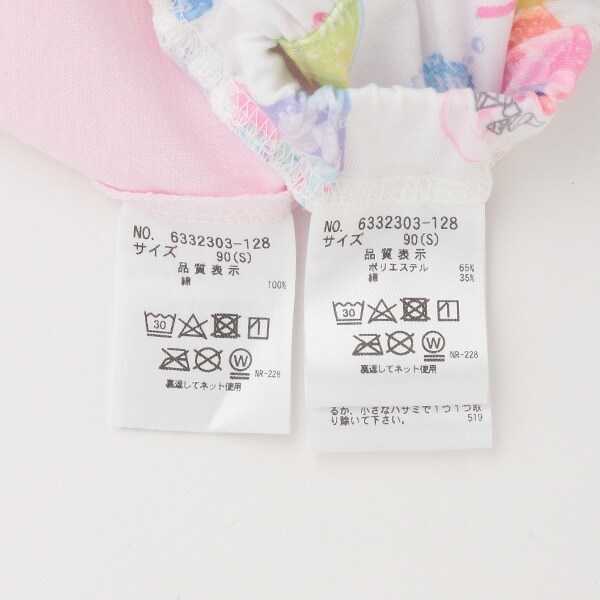 NO. 6332303-128
サイズ 90(S)
品質表示
綿 100%
30
W
NR-228
裏返してネット使用
NO. 6332303-128
サイズ 90(S)
品質表示
ポリエステル 65%
綿 35%
30
W
NR-228
裏返してネット使用
るか、小さなハサミで1つ1つ取
り除いて下さい。
519